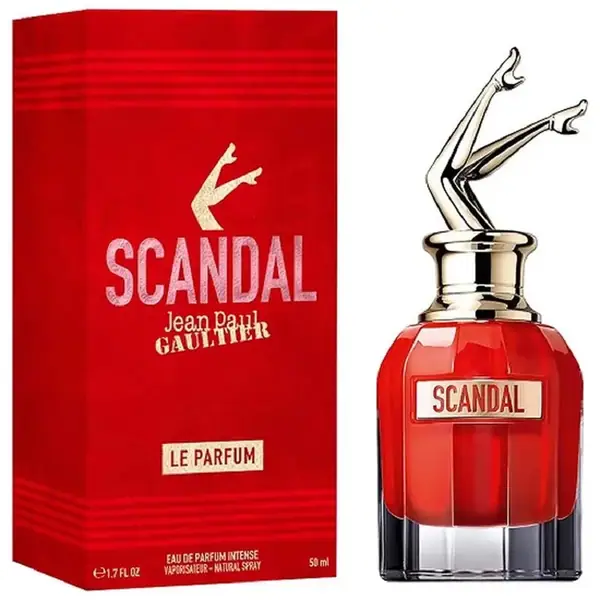 SCANDAL
Jean Paul
GAULTIER
LE PARFUM
EAU DE PARFUM INTENSE
VAPORISATEUR - NATURAL SPRAY
℮1.7 FL OZ
50 ml
SCANDAL